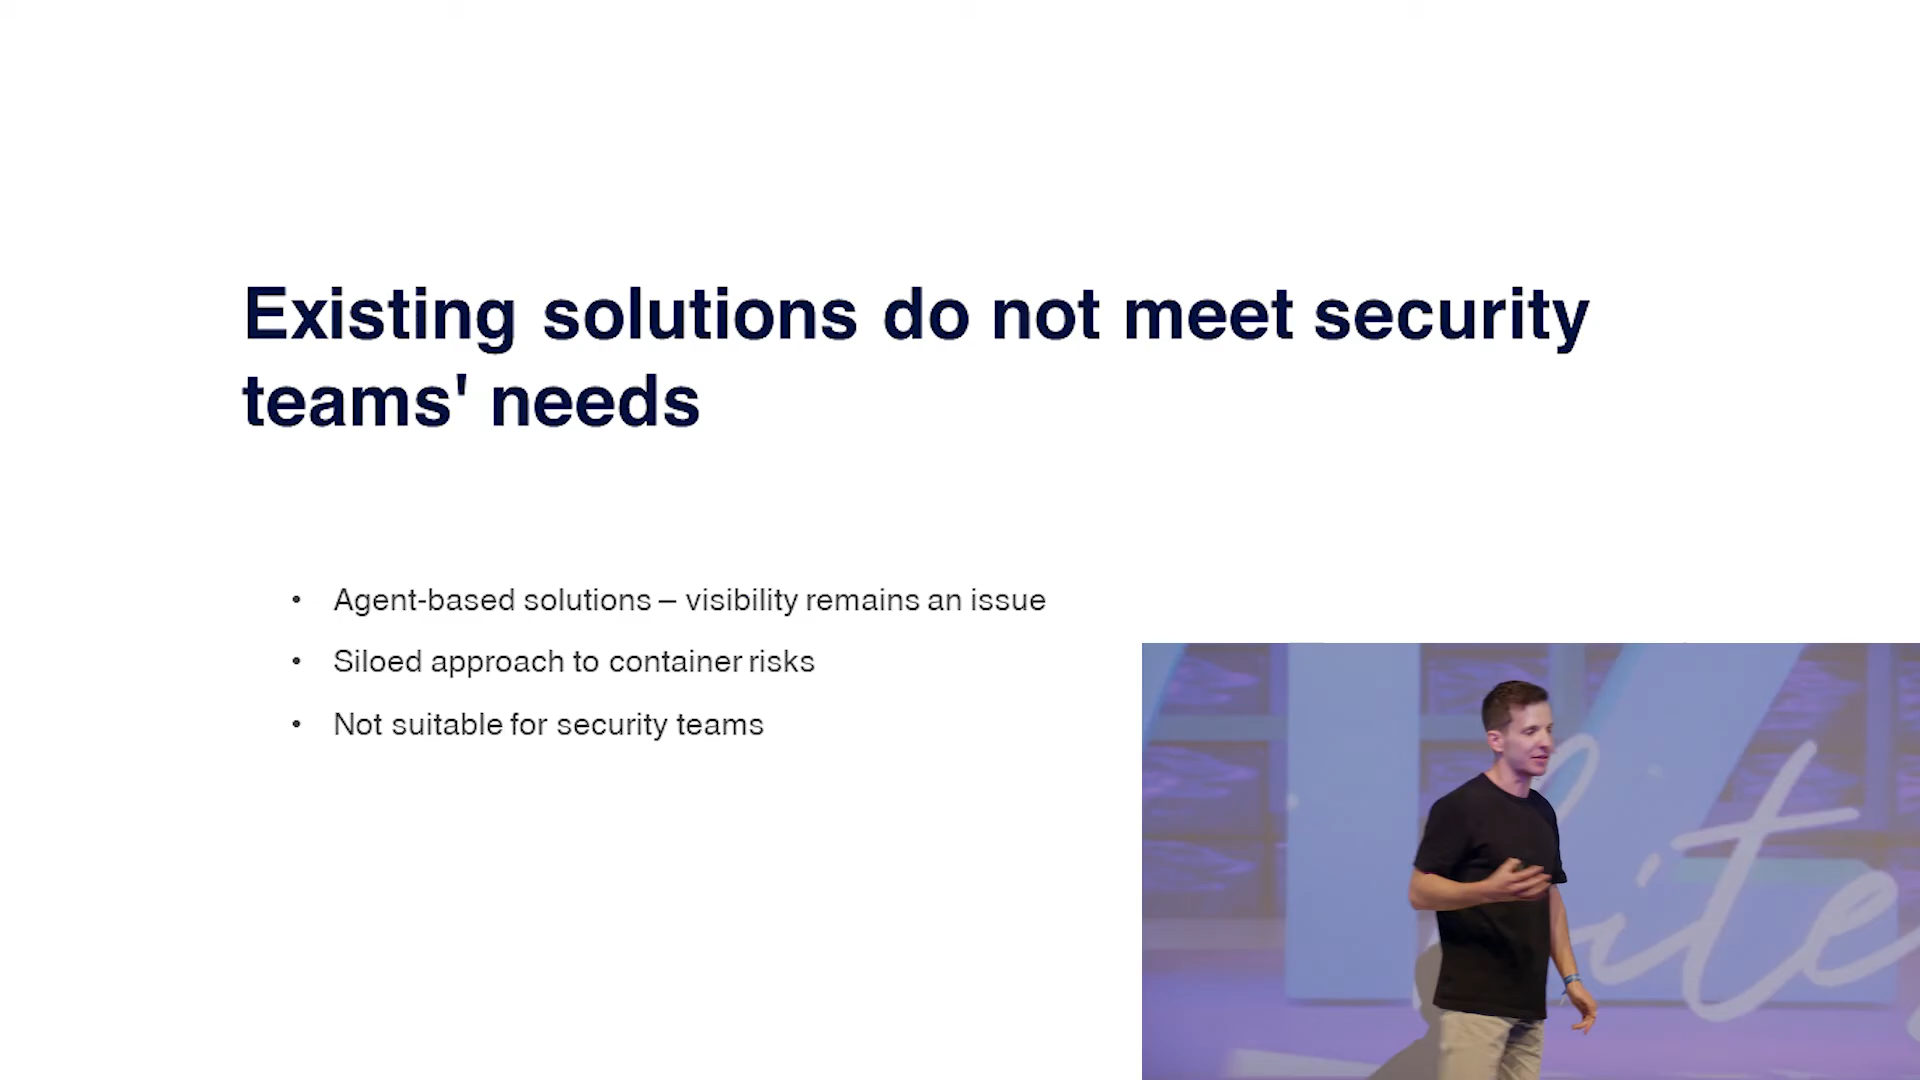 Existing solutions do not meet security
teams' needs
• Agent-based solutions – visibility remains an issue
• Siloed approach to container risks
• Not suitable for security teams